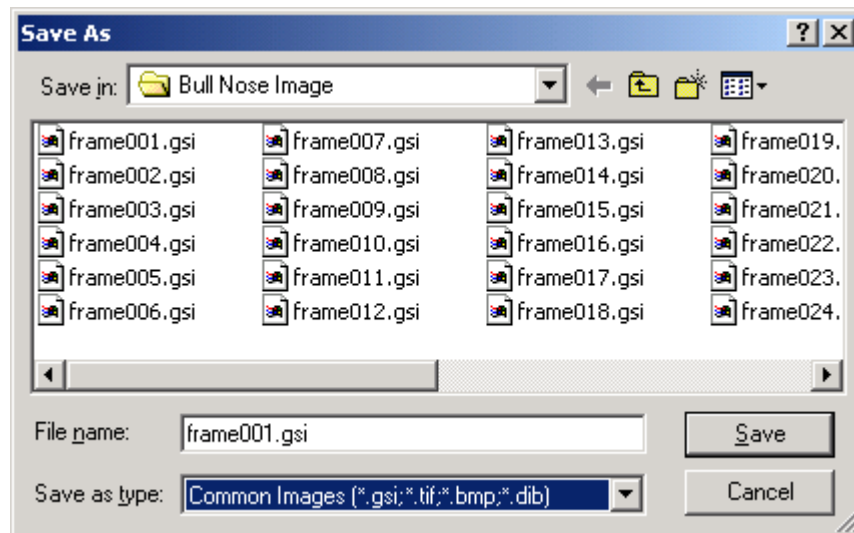 Save As
Save in: Bull Nose Image
frame001.gsi frame007.gsi frame013.gsi frame019.
frame002.gsi frame008.gsi frame014.gsi frame020.
frame003.gsi frame009.gsi frame015.gsi frame021.
frame004.gsi frame010.gsi frame016.gsi frame022.
frame005.gsi frame011.gsi frame017.gsi frame023.
frame006.gsi frame012.gsi frame018.gsi frame024.
File name: frame001.gsi Save
Save as type: Common Images (*.gsi;*.tif;*.bmp;*.dib) Cancel